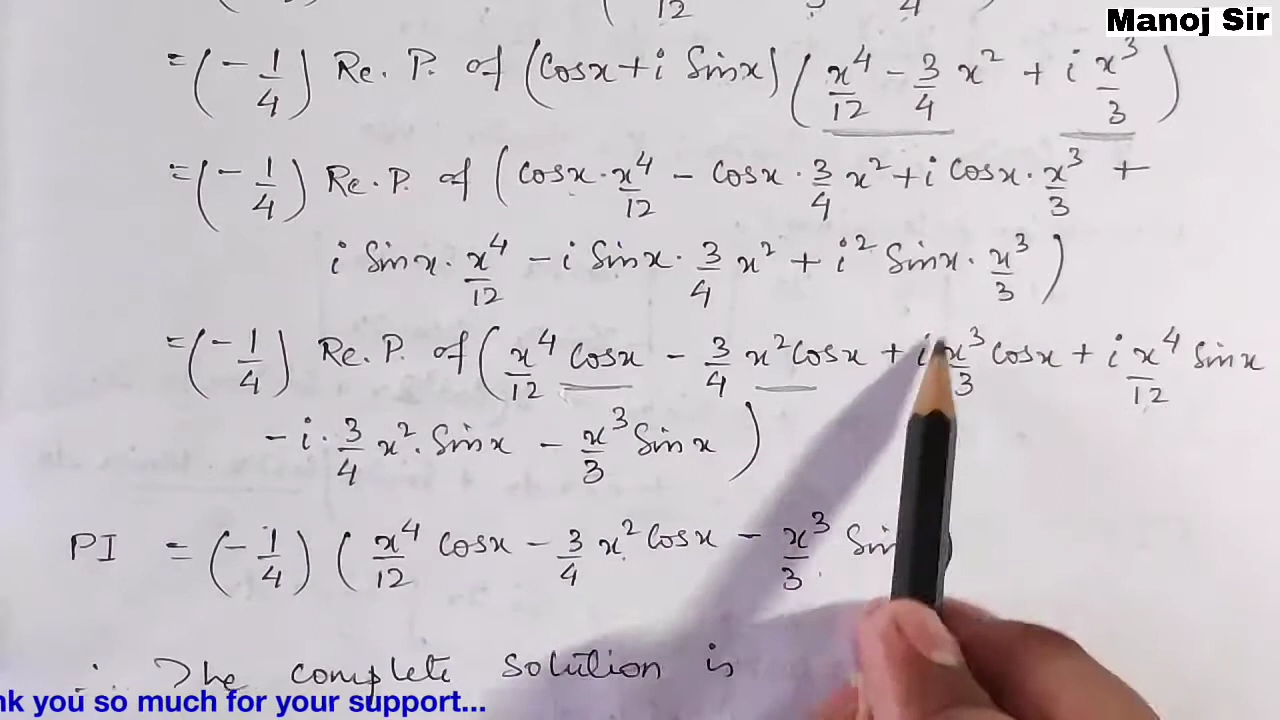 Manoj Sir
12 4
= (-1/4) Re. P. of (Cosx + i Sinx) (x⁴/12 - 3/4 x² + i x³/3)
= (-1/4) Re. P. of (Cosx · x⁴/12 - Cosx · 3/4 x² + i Cosx · x³/3 +
i Sinx · x⁴/12 - i Sinx · 3/4 x² + i² Sinx · x³/3)
= (-1/4) Re. P. of (x⁴/12 Cosx - 3/4 x² Cosx + i x³/3 Cosx + i x⁴/12 Sinx
- i · 3/4 x² · Sinx - x³/3 Sinx)
PI = (-1/4) (x⁴/12 Cosx - 3/4 x² Cosx - x³/3
∴ The complete solution is
you so much for your support...